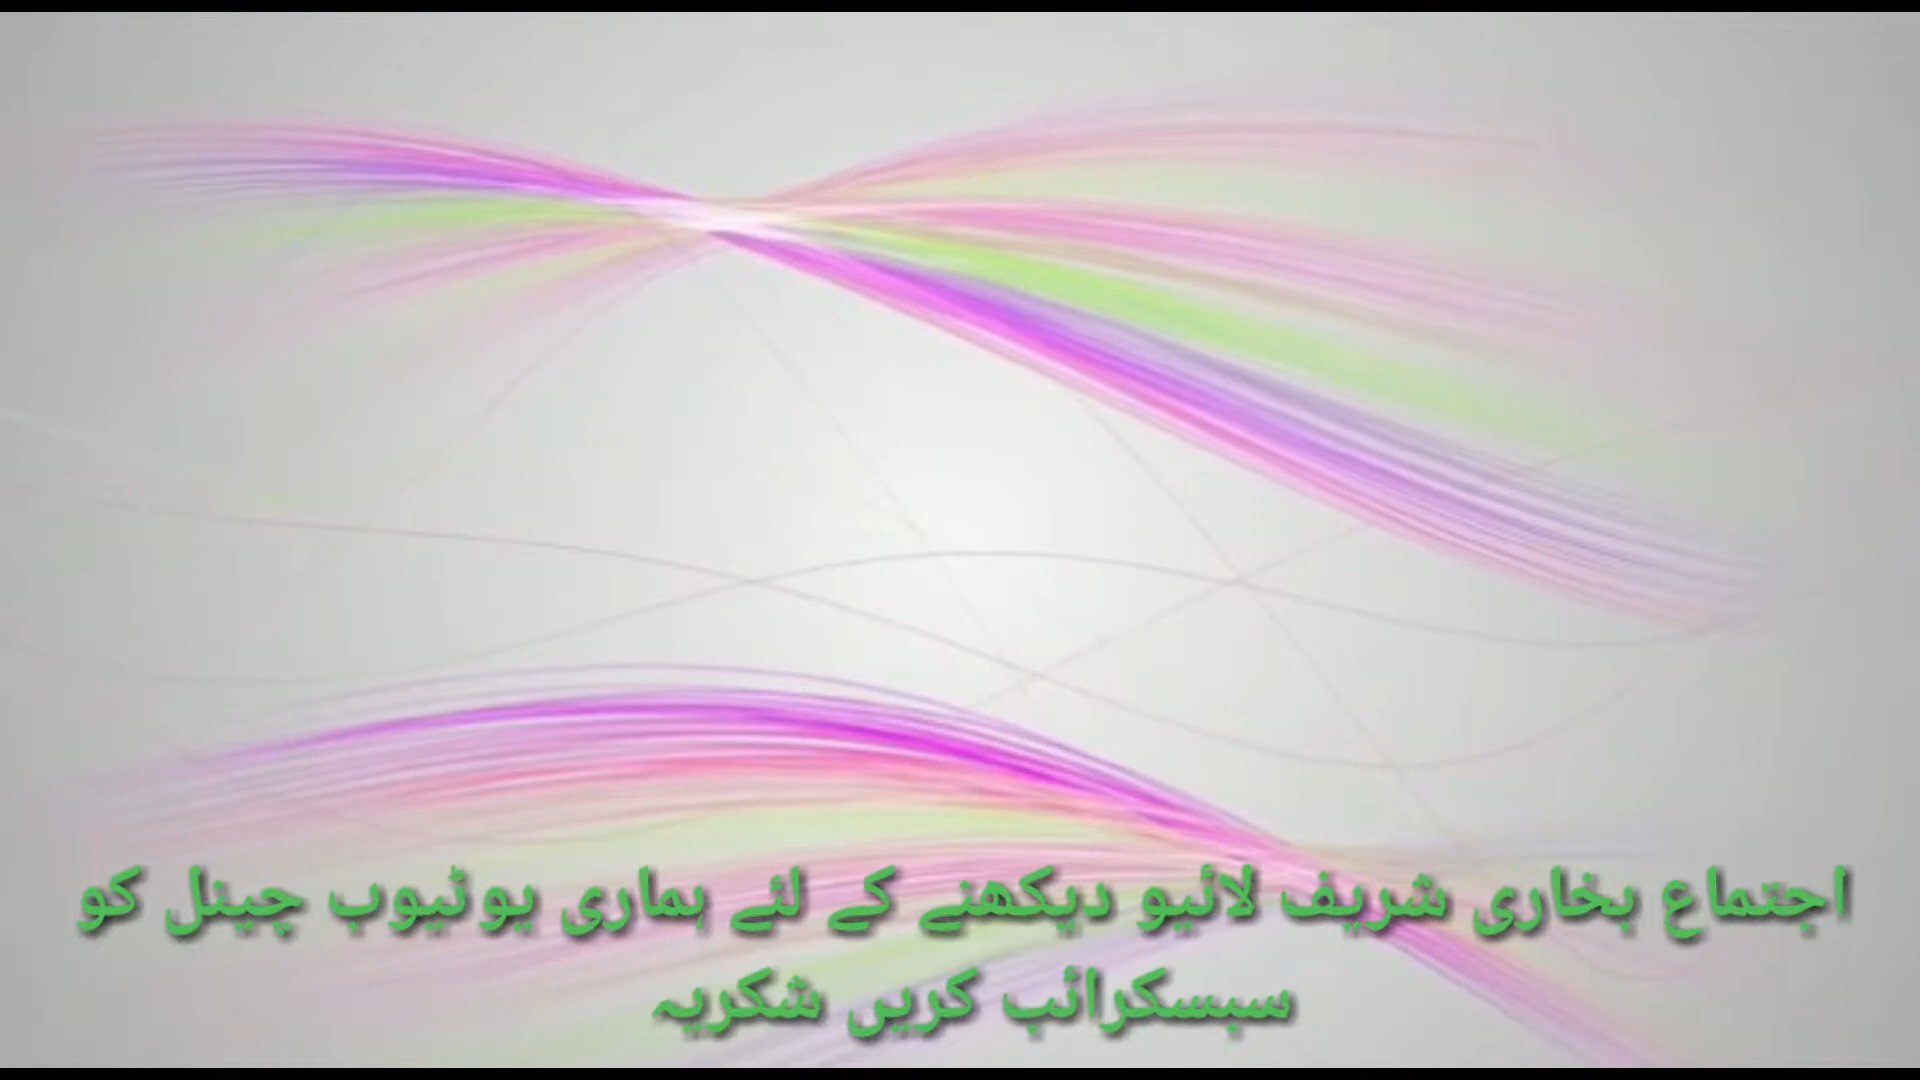 اجتماع بخاری شریف لائیو دیکھنے کے لئے ہماری یوٹیوب چینل کو
سبسکرائب کریں شکریہ